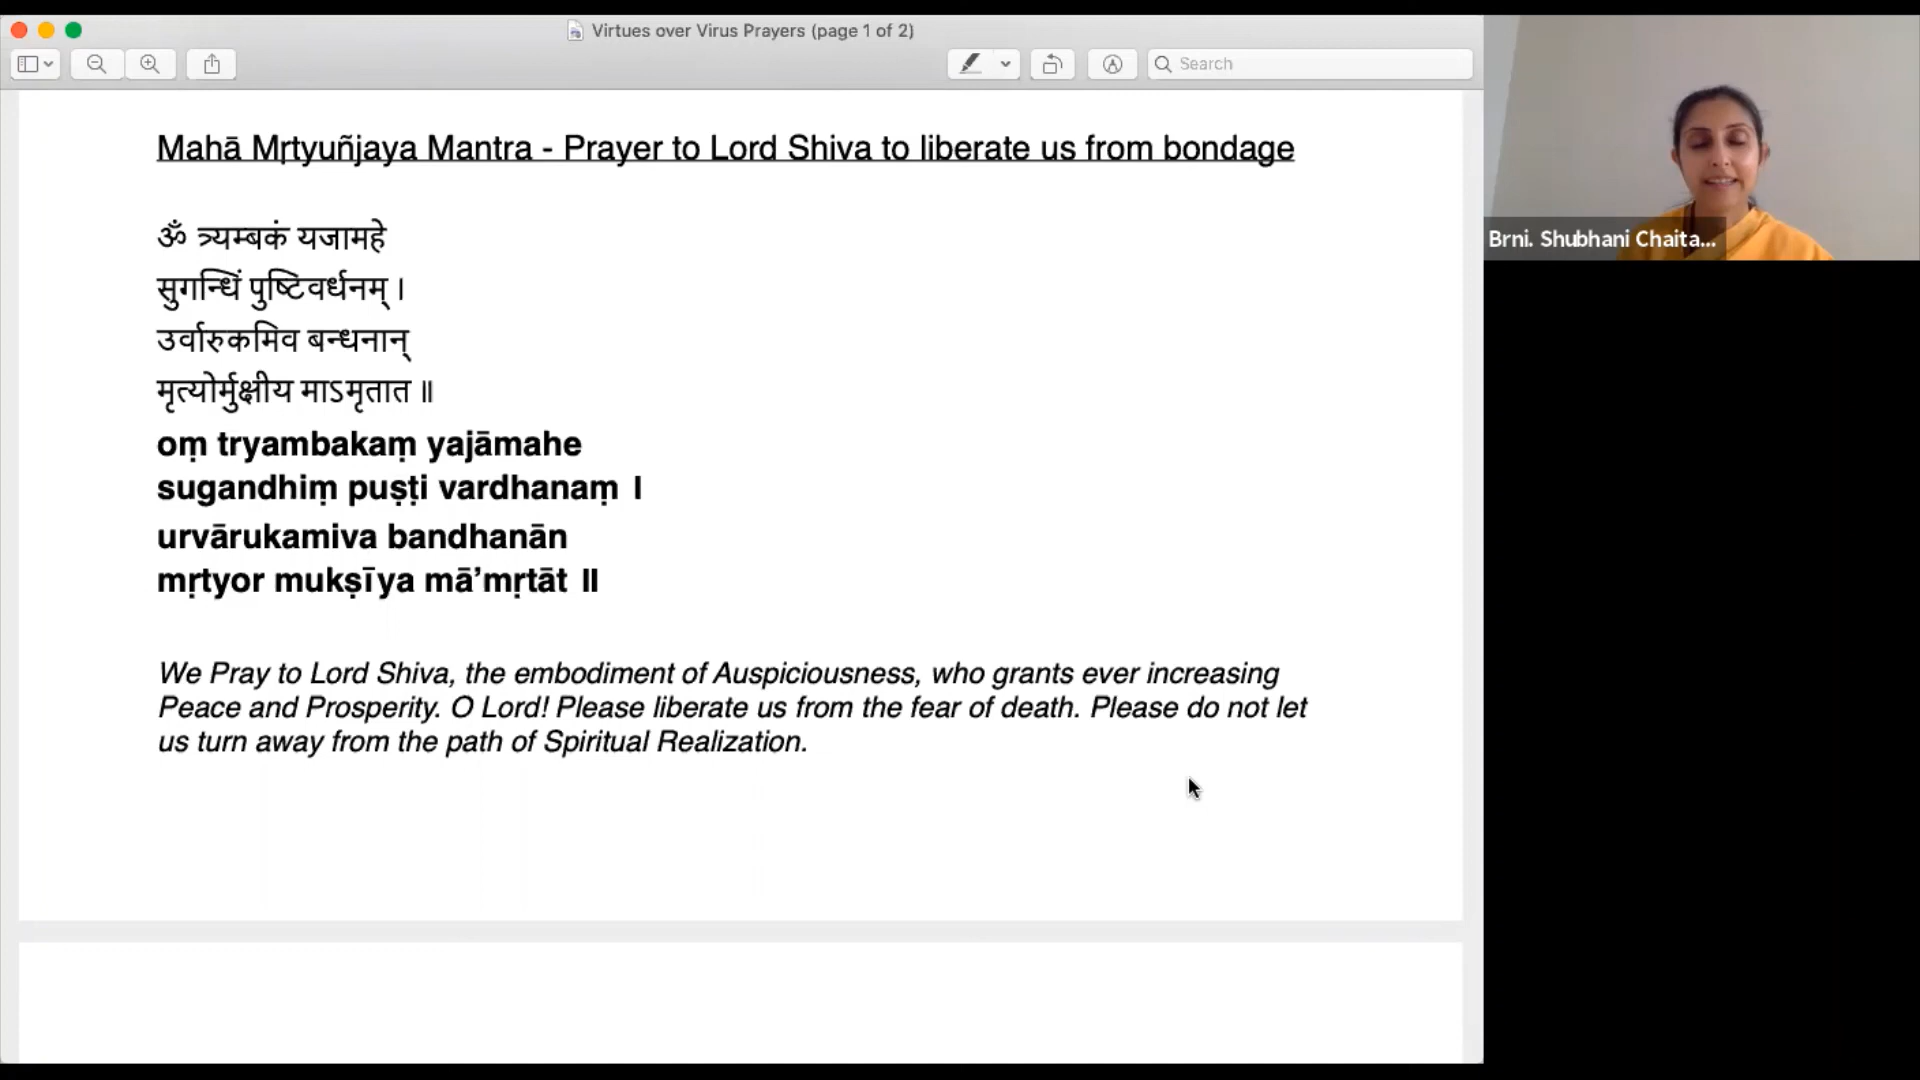 Virtues over Virus Prayers (page 1 of 2)
Search
Mahā Mṛtyuñjaya Mantra - Prayer to Lord Shiva to liberate us from bondage
ॐ त्र्यम्बकं यजामहे
सुगन्धिं पुष्टिवर्धनम् ।
उर्वारुकमिव बन्धनान्
मृत्योर्मुक्षीय माऽमृतात ॥
oṃ tryambakaṃ yajāmahe
sugandhiṃ puṣṭi vardhanaṃ ।
urvārukamiva bandhanān
mṛtyor mukṣīya mā’mṛtāt ॥
We Pray to Lord Shiva, the embodiment of Auspiciousness, who grants ever increasing
Peace and Prosperity. O Lord! Please liberate us from the fear of death. Please do not let
us turn away from the path of Spiritual Realization.
Brni. Shubhani Chaita...